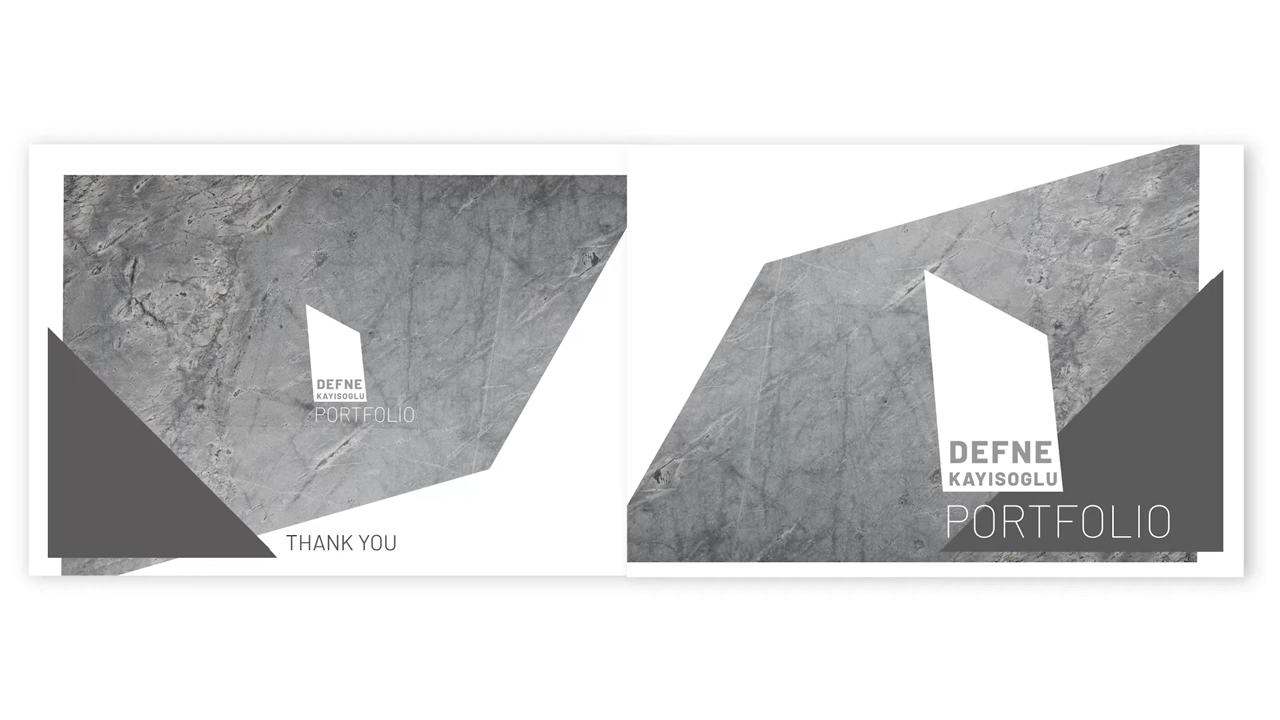 DEFNE
KAYISOGLU
PORTFOLIO
THANK YOU
DEFNE
KAYISOGLU
PORTFOLIO